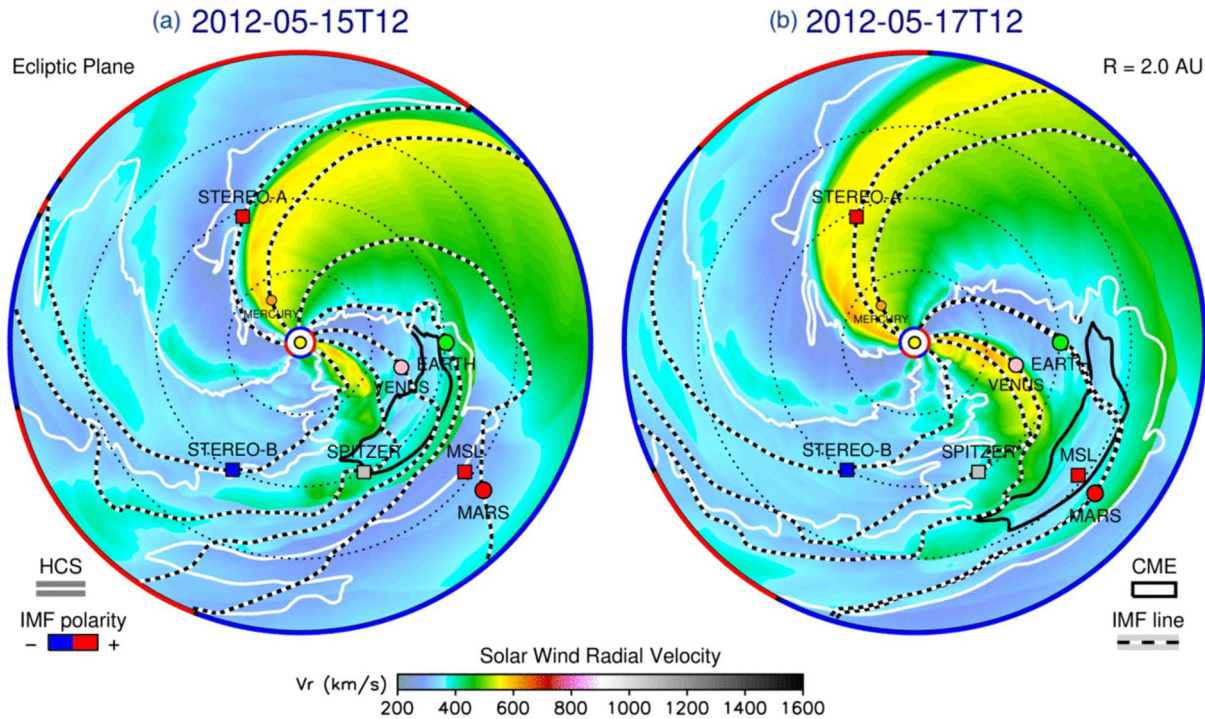 (a) 2012-05-15T12
(b) 2012-05-17T12
Ecliptic Plane
R = 2.0 AU
STEREO-A
MERCURY
EARTH
VENUS
STEREO-B
SPITZER
MSL
MARS
STEREO-A
MERCURY
EARTH
VENUS
STEREO-B
SPITZER
MSL
MARS
HCS
IMF polarity
− +
CME
IMF line
Solar Wind Radial Velocity
Vr (km/s)
200 400 600 800 1000 1200 1400 1600